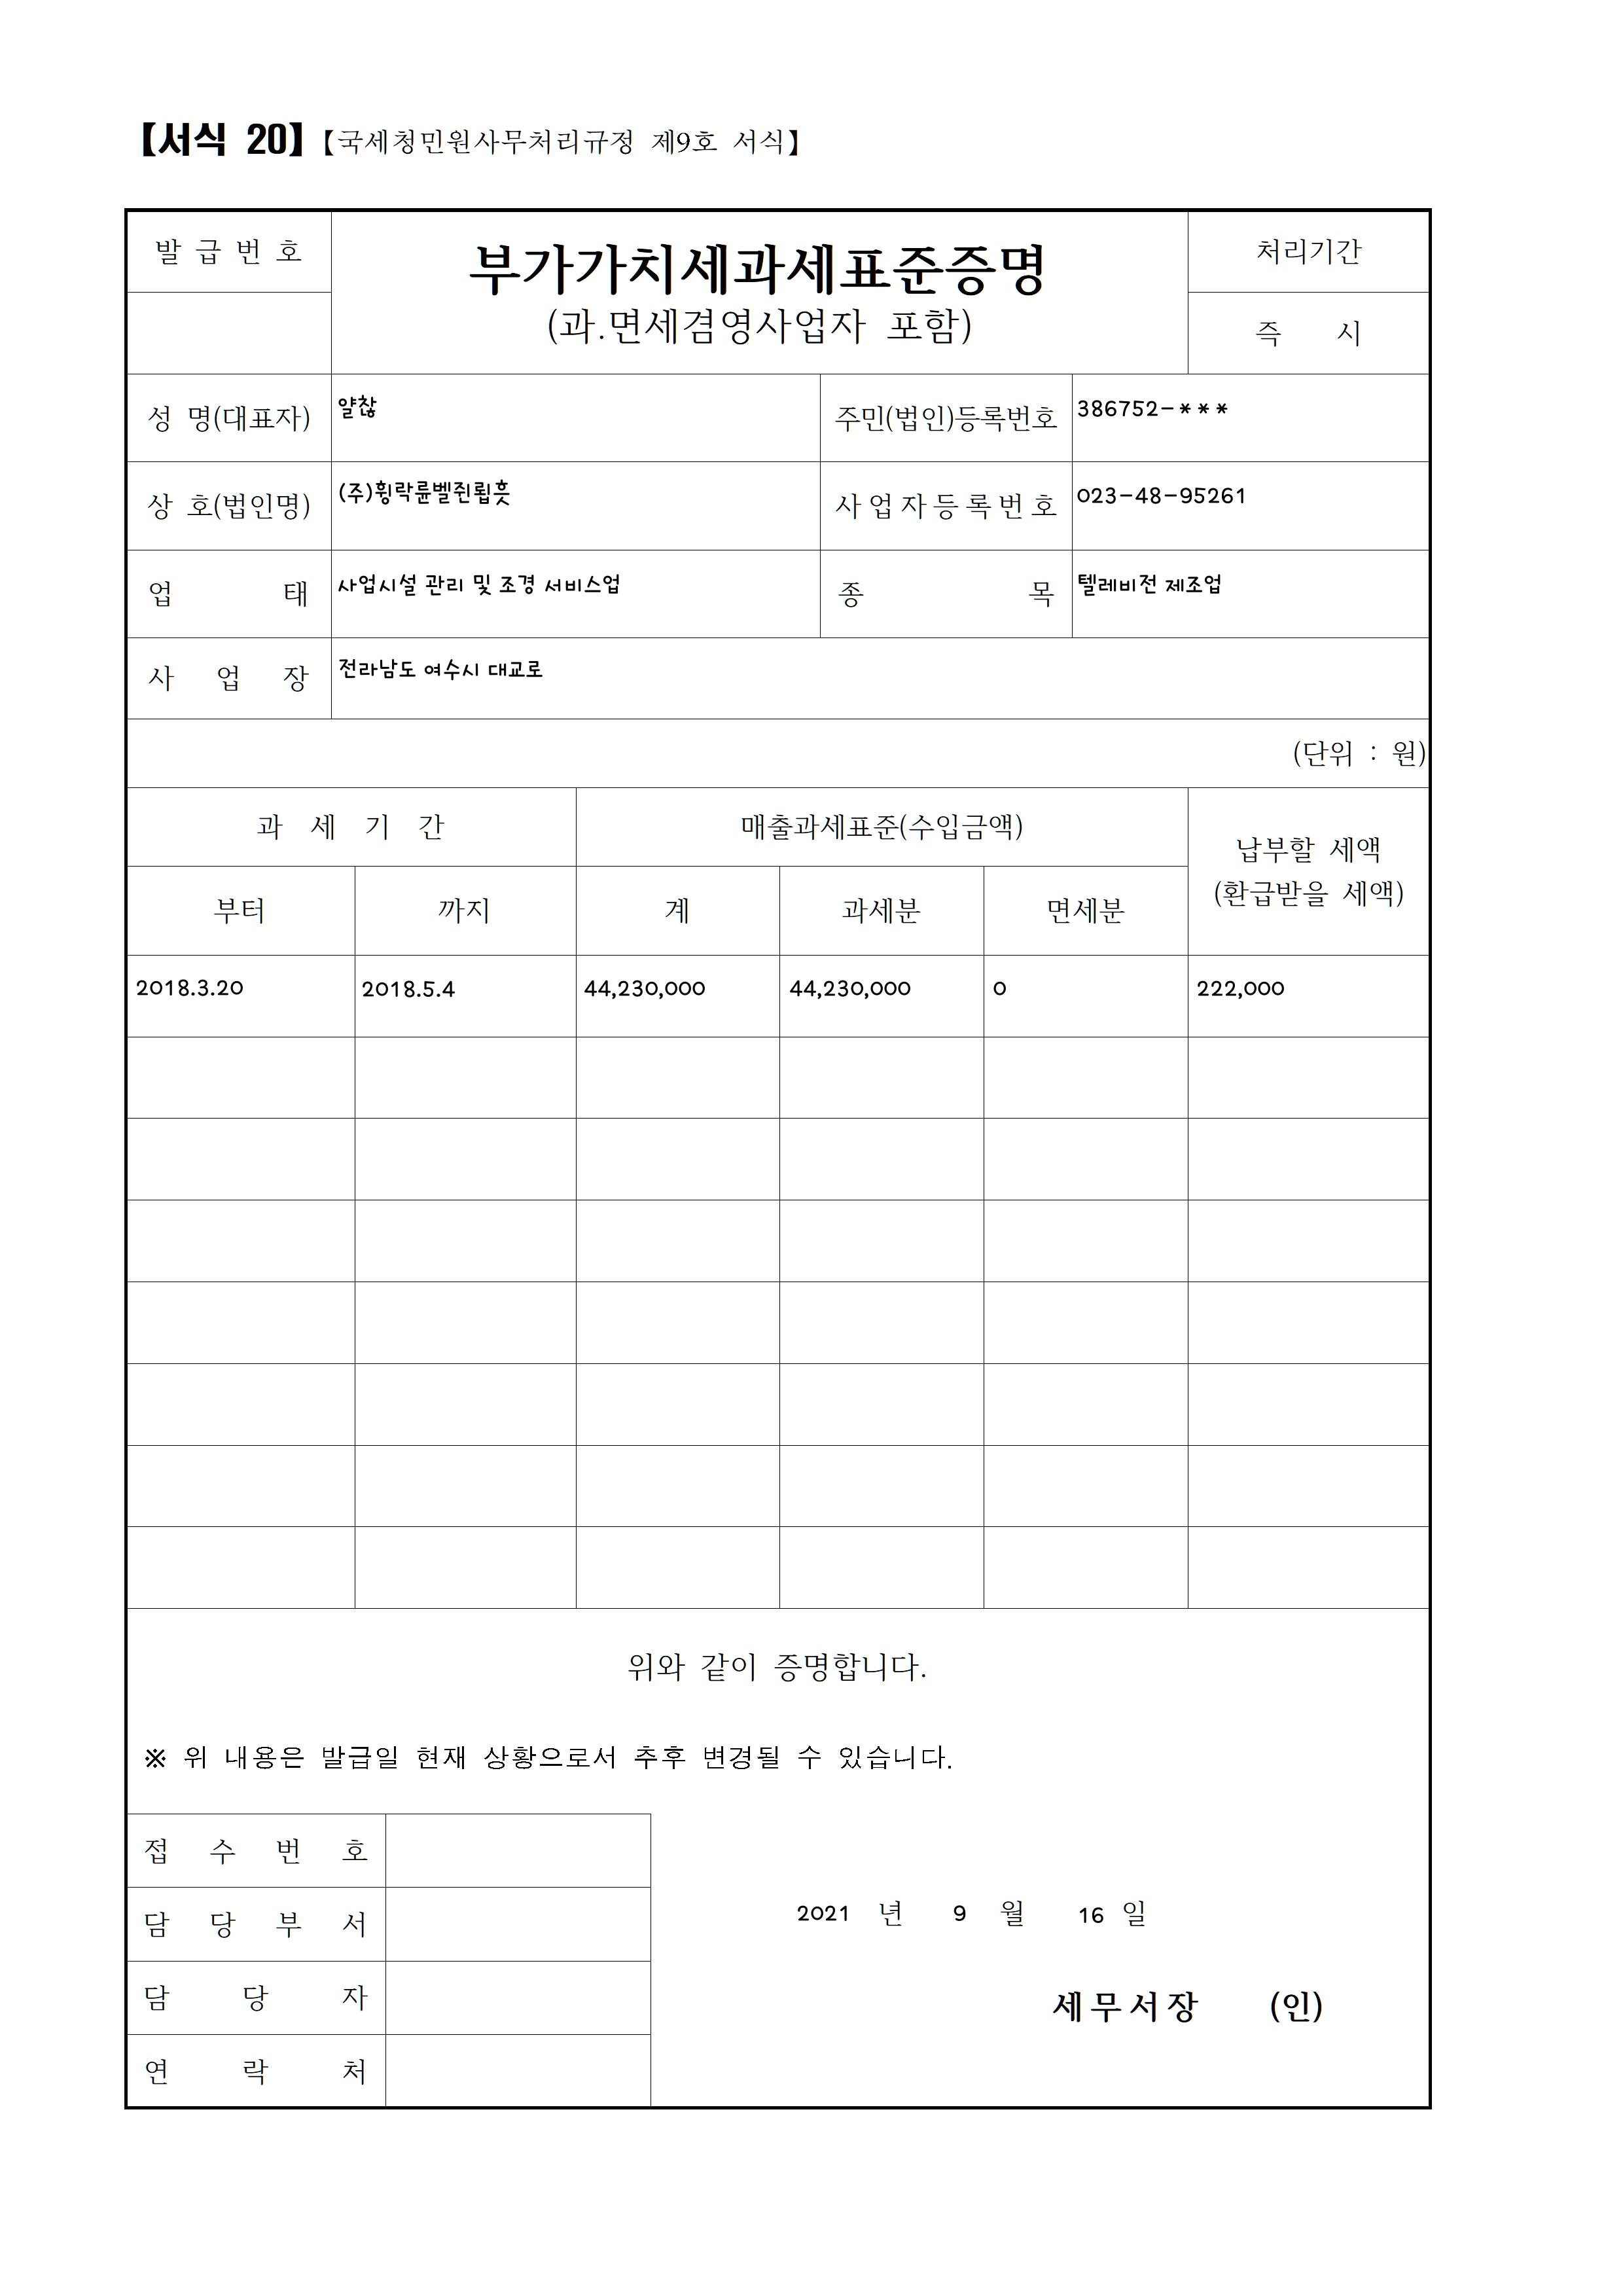 【서식 20】【국세청민원사무처리규정 제9호 서식】
발 급 번 호
부가가치세과세표준증명
(과.면세겸영사업자 포함)
처리기간
즉 시
성 명(대표자) 얄찮 주민(법인)등록번호 386752-***
상 호(법인명) (주)횡락륜벨쥔륇흣 사업자등록번호 023-48-95261
업 태 사업시설 관리 및 조경 서비스업 종 목 텔레비전 제조업
사 업 장 전라남도 여수시 대교로
(단위 : 원)
과 세 기 간 매출과세표준(수입금액) 납부할 세액
(환급받을 세액)
부터 까지 계 과세분 면세분
2018.3.20 2018.5.4 44,230,000 44,230,000 0 222,000
위와 같이 증명합니다.
※ 위 내용은 발급일 현재 상황으로서 추후 변경될 수 있습니다.
접 수 번 호
담 당 부 서
2021 년 9 월 16 일
담 당 자
세무서장 (인)
연 락 처